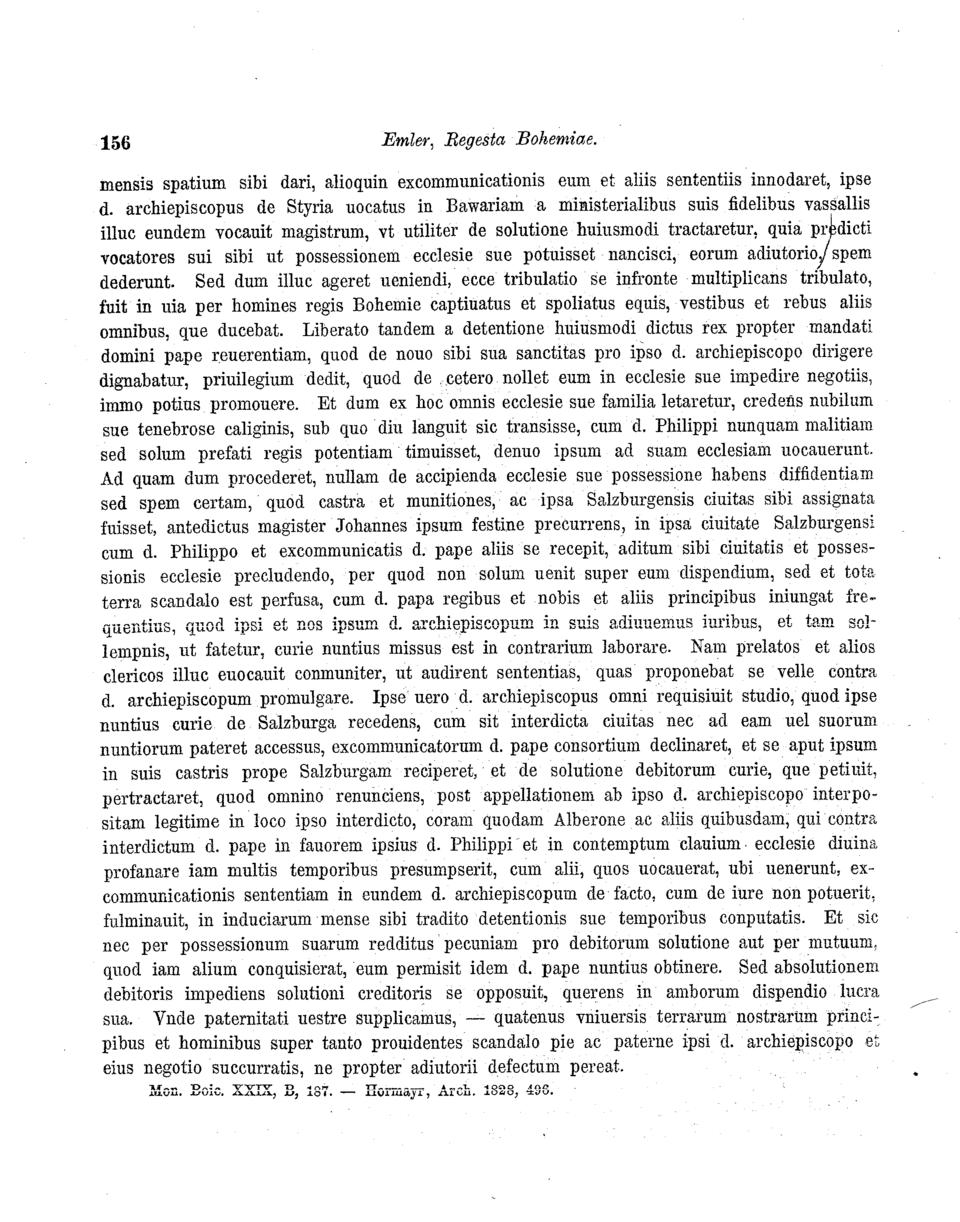 156 Emler, Regesta Bohemiae.
mensis spatium sibi dari, alioquin excommunicationis eum et aliis sententiis innodaret, ipse
d. archiepiscopus de Styria uocatus in Bawariam a ministerialibus suis fidelibus vassallis
illuc eundem vocauit magistrum, vt utiliter de solutione huiusmodi tractaretur, quia predicti
vocatores sui sibi ut possessionem ecclesie sue potuisset nancisci, eorum adiutorio/ spem
dederunt. Sed dum illuc ageret ueniendi, ecce tribulatio se infronte multiplicans tribulato,
fuit in uia per homines regis Bohemie captiuatus et spoliatus equis, vestibus et rebus aliis
omnibus, que ducebat. Liberato tandem a detentione huiusmodi dictus rex propter mandati
domini pape reuerentiam, quod de nouo sibi sua sanctitas pro ipso d. archiepiscopo dirigere
dignabatur, priuilegium dedit, quod de cetero nollet eum in ecclesie sue impedire negotiis,
immo potius promouere. Et dum ex hoc omnis ecclesie sue familia letaretur, credens nubilum
sue tenebrose caliginis, sub quo diu languit sic transisse, cum d. Philippi nunquam malitiam
sed solum prefati regis potentiam timuisset, denuo ipsum ad suam ecclesiam uocauerunt.
Ad quam dum procederet, nullam de accipienda ecclesie sue possessione habens diffidentiam
sed spem certam, quod castra et munitiones, ac ipsa Salzburgensis ciuitas sibi assignata
fuisset, antedictus magister Johannes ipsum festine precurrens, in ipsa ciuitate Salzburgensi
cum d. Philippo et excommunicatis d. pape aliis se recepit, aditum sibi ciuitatis et posses-
sionis ecclesie precludendo, per quod non solum uenit super eum dispendium, sed et tota
terra scandalo est perfusa, cum d. papa regibus et nobis et aliis principibus iniungat fre-
quentius, quod ipsi et nos ipsum d. archiepiscopum in suis adiuuemus iuribus, et tam sol-
lempnis, ut fatetur, curie nuntius missus est in contrarium laborare. Nam prelatos et alios
clericos illuc euocauit conmuniter, ut audirent sententias, quas proponebat se velle contra
d. archiepiscopum promulgare. Ipse uero d. archiepiscopus omni requisiuit studio, quod ipse
nuntius curie de Salzburga recedens, cum sit interdicta ciuitas nec ad eam uel suorum
nuntiorum pateret accessus, excommunicatorum d. pape consortium declinaret, et se aput ipsum
in suis castris prope Salzburgam reciperet, et de solutione debitorum curie, que petiuit,
pertractaret, quod omnino renunciens, post appellationem ab ipso d. archiepiscopo interpo-
sitam legitime in loco ipso interdicto, coram quodam Alberone ac aliis quibusdam, qui contra
interdictum d. pape in fauorem ipsius d. Philippi et in contemptum clauium ecclesie diuina
profanare iam multis temporibus presumpserit, cum alii, quos uocauerat, ubi uenerunt, ex-
communicationis sententiam in eundem d. archiepiscopum de facto, cum de iure non potuerit,
fulminauit, in induciarum mense sibi tradito detentionis sue temporibus conputatis. Et sic
nec per possessionum suarum redditus pecuniam pro debitorum solutione aut per mutuum,
quod iam alium conquisierat, eum permisit idem d. pape nuntius obtinere. Sed absolutionem
debitoris impediens solutioni creditoris se opposuit, querens in amborum dispendio lucra
sua. Vnde paternitati uestre supplicamus, — quatenus vniuersis terrarum nostrarum princi-
pibus et hominibus super tanto prouidentes scandalo pie ac paterne ipsi d. archiepiscopo et
eius negotio succurratis, ne propter adiutorii defectum pereat.
Mon. Boic. XXIX, B, 187. — Hormayr, Arch. 1828, 498.